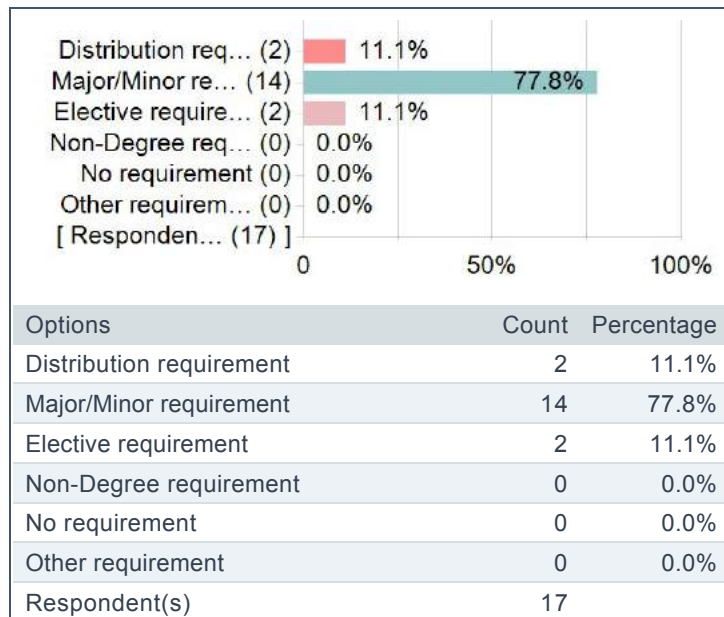 Distribution req... (2) 11.1%
Major/Minor re... (14) 77.8%
Elective require... (2) 11.1%
Non-Degree req... (0) 0.0%
No requirement (0) 0.0%
Other requirem... (0) 0.0%
[ Responden... (17) ]
0 50% 100%
Options Count Percentage
Distribution requirement 2 11.1%
Major/Minor requirement 14 77.8%
Elective requirement 2 11.1%
Non-Degree requirement 0 0.0%
No requirement 0 0.0%
Other requirement 0 0.0%
Respondent(s) 17